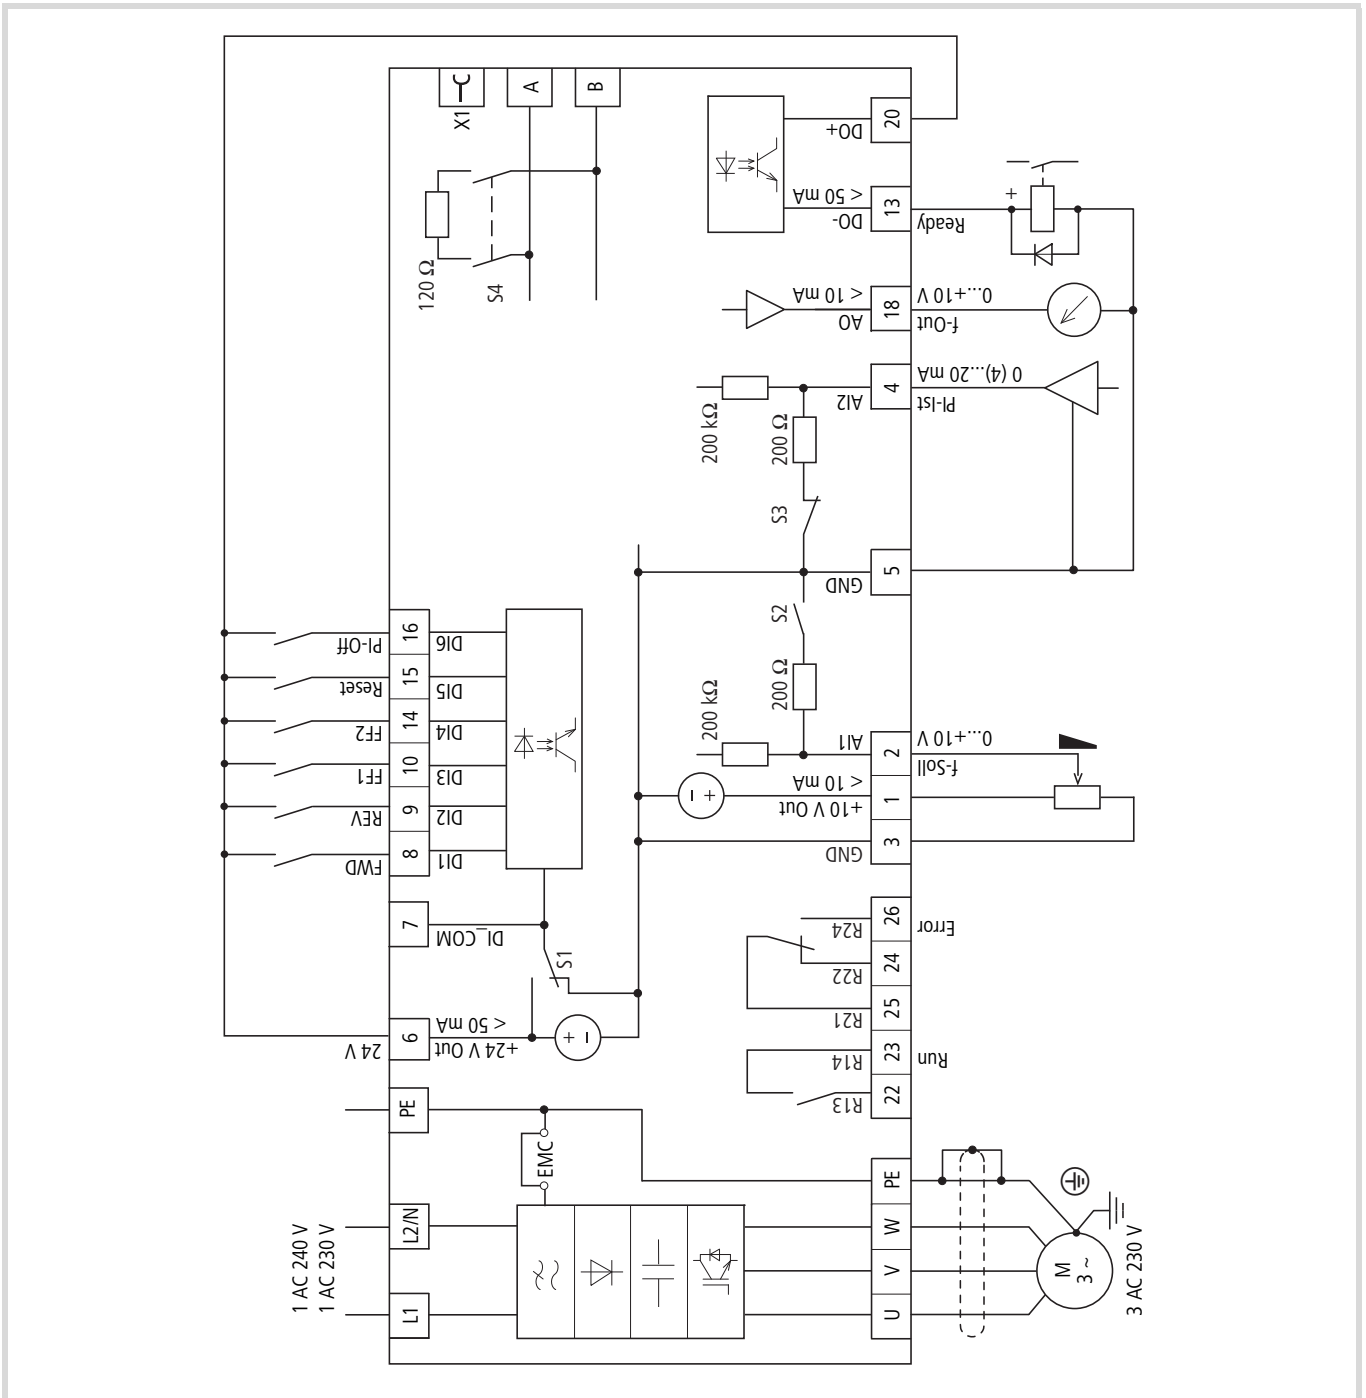 X1
A
B
120 Ω
S4
DO+
20
< 50 mA
DO-
13
Ready
+
< 10 mA
AO
18
0...+10 V
f-Out
AI2
4
0 (4)...20 mA
PI-Ist
200 kΩ
200 Ω
S3
GND
5
S2
200 kΩ
200 Ω
AI1
2
0...+10 V
f-Soll
< 10 mA
+10 V Out
1
GND
3
PI-Off
16
DI6
Reset
15
DI5
FF2
14
DI4
FF1
10
DI3
REV
9
DI2
FWD
8
DI1
7
DI_COM
S1
24 V
6
< 50 mA
+24 V Out
+
−
−
+
R24
26
Error
R22
24
R21
25
R14
23
Run
R13
22
PE
EMC
L2/N
L1
1 AC 240 V
1 AC 230 V
PE
W
V
U
M
3 ~
3 AC 230 V